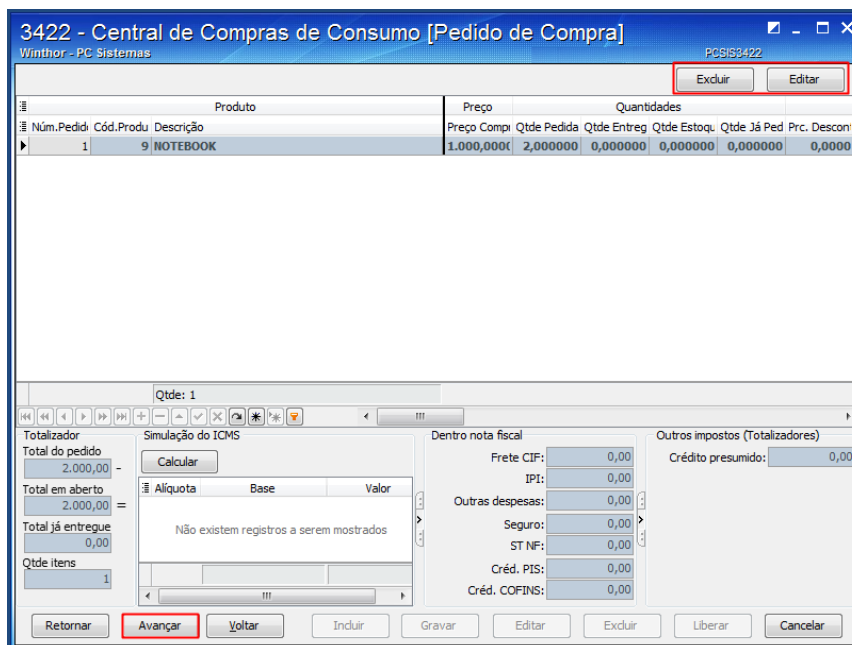 3422 - Central de Compras de Consumo [Pedido de Compra]
Winthor - PC Sistemas
PCSIS3422
Excluir Editar
Produto Preço Quantidades
Núm.Pedid Cód.Produ Descrição Preço Compr Qtde Pedida Qtde Entreg Qtde Estoqu Qtde Já Ped Prc. Descon
1 9 NOTEBOOK 1.000,000( 2,000000 0,000000 0,000000 0,000000 0,0000
Qtde: 1
Totalizador Simulação do ICMS Dentro nota fiscal Outros impostos (Totalizadores)
Total do pedido Calcular Frete CIF: 0,00 Crédito presumido: 0,00
2.000,00 -
IPI: 0,00
Total em aberto Alíquota Base Valor Outras despesas: 0,00
2.000,00 =
Total já entregue Não existem registros a serem mostrados Seguro: 0,00
0,00 ST NF: 0,00
Qtde itens Créd. PIS: 0,00
1 Créd. COFINS: 0,00
Retornar Avançar Voltar Incluir Gravar Editar Excluir Liberar Cancelar